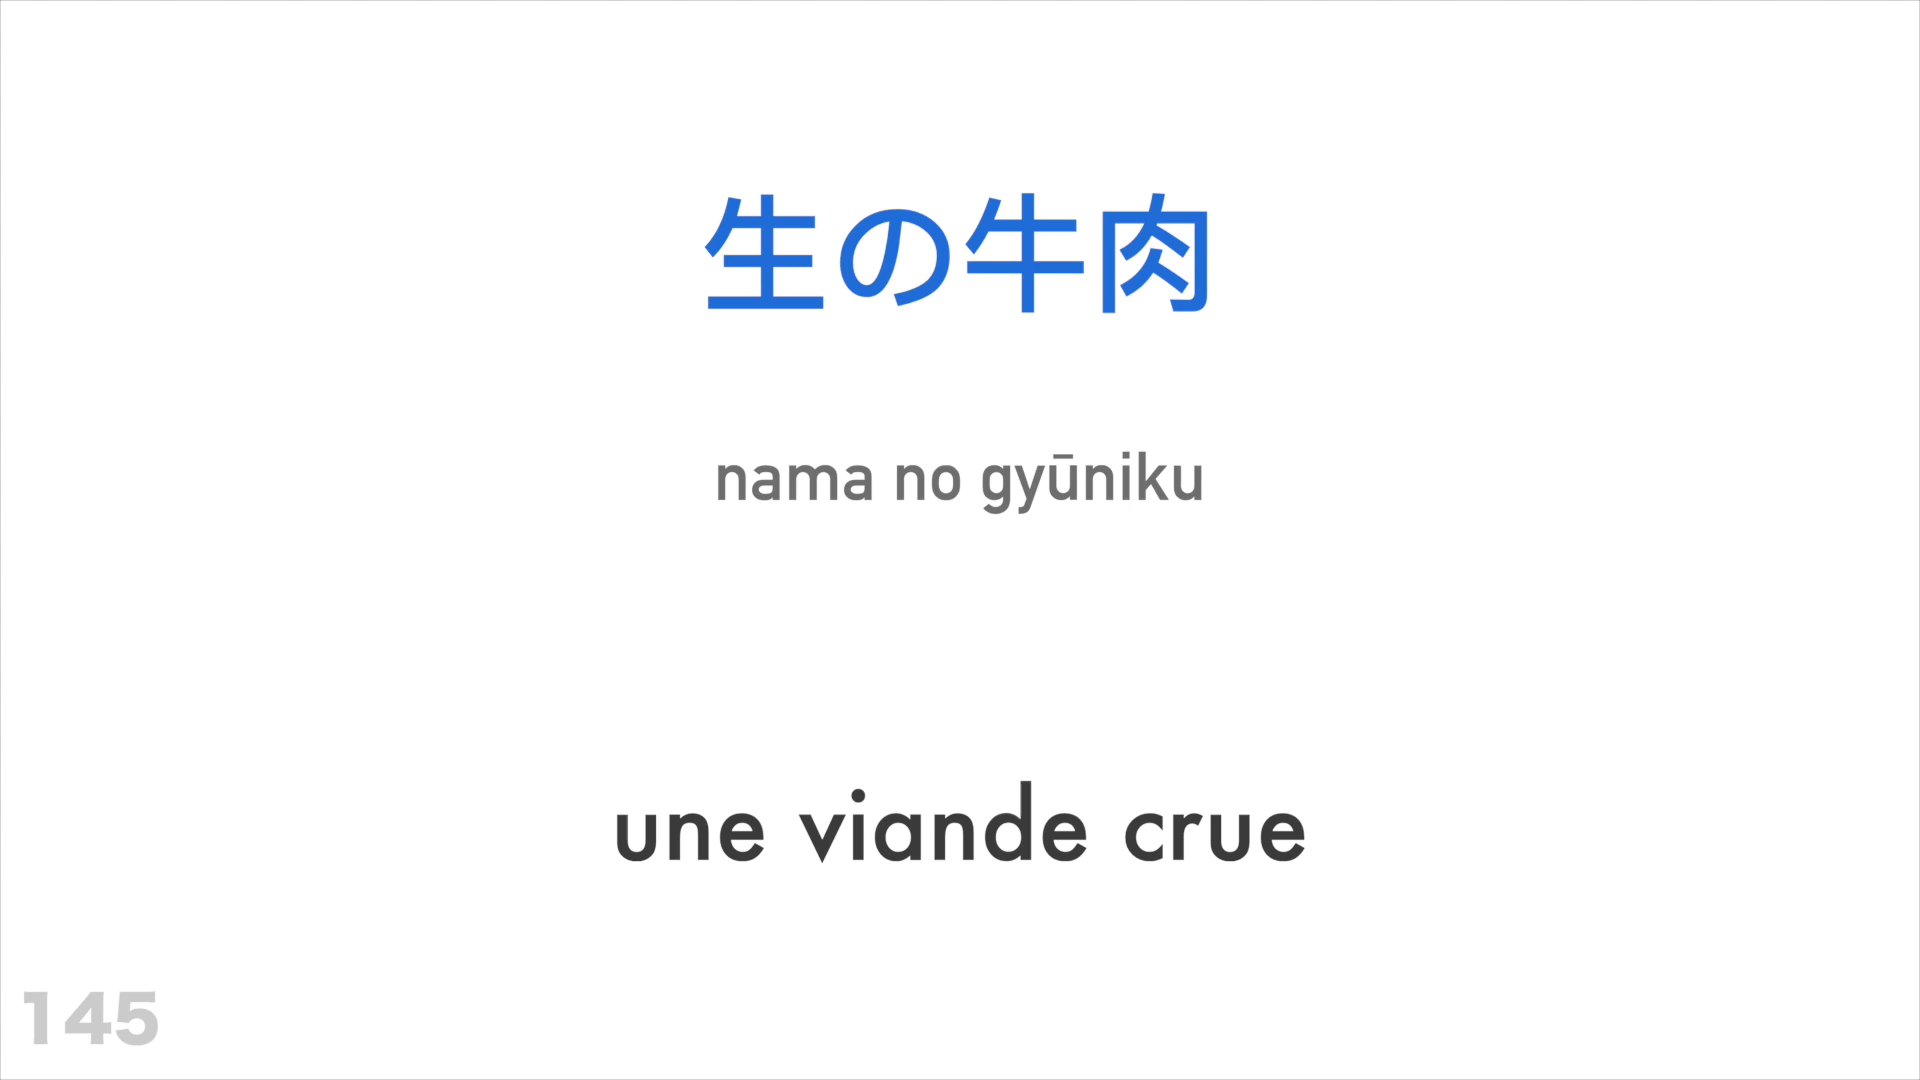 生の牛肉
nama no gyūniku
une viande crue
145